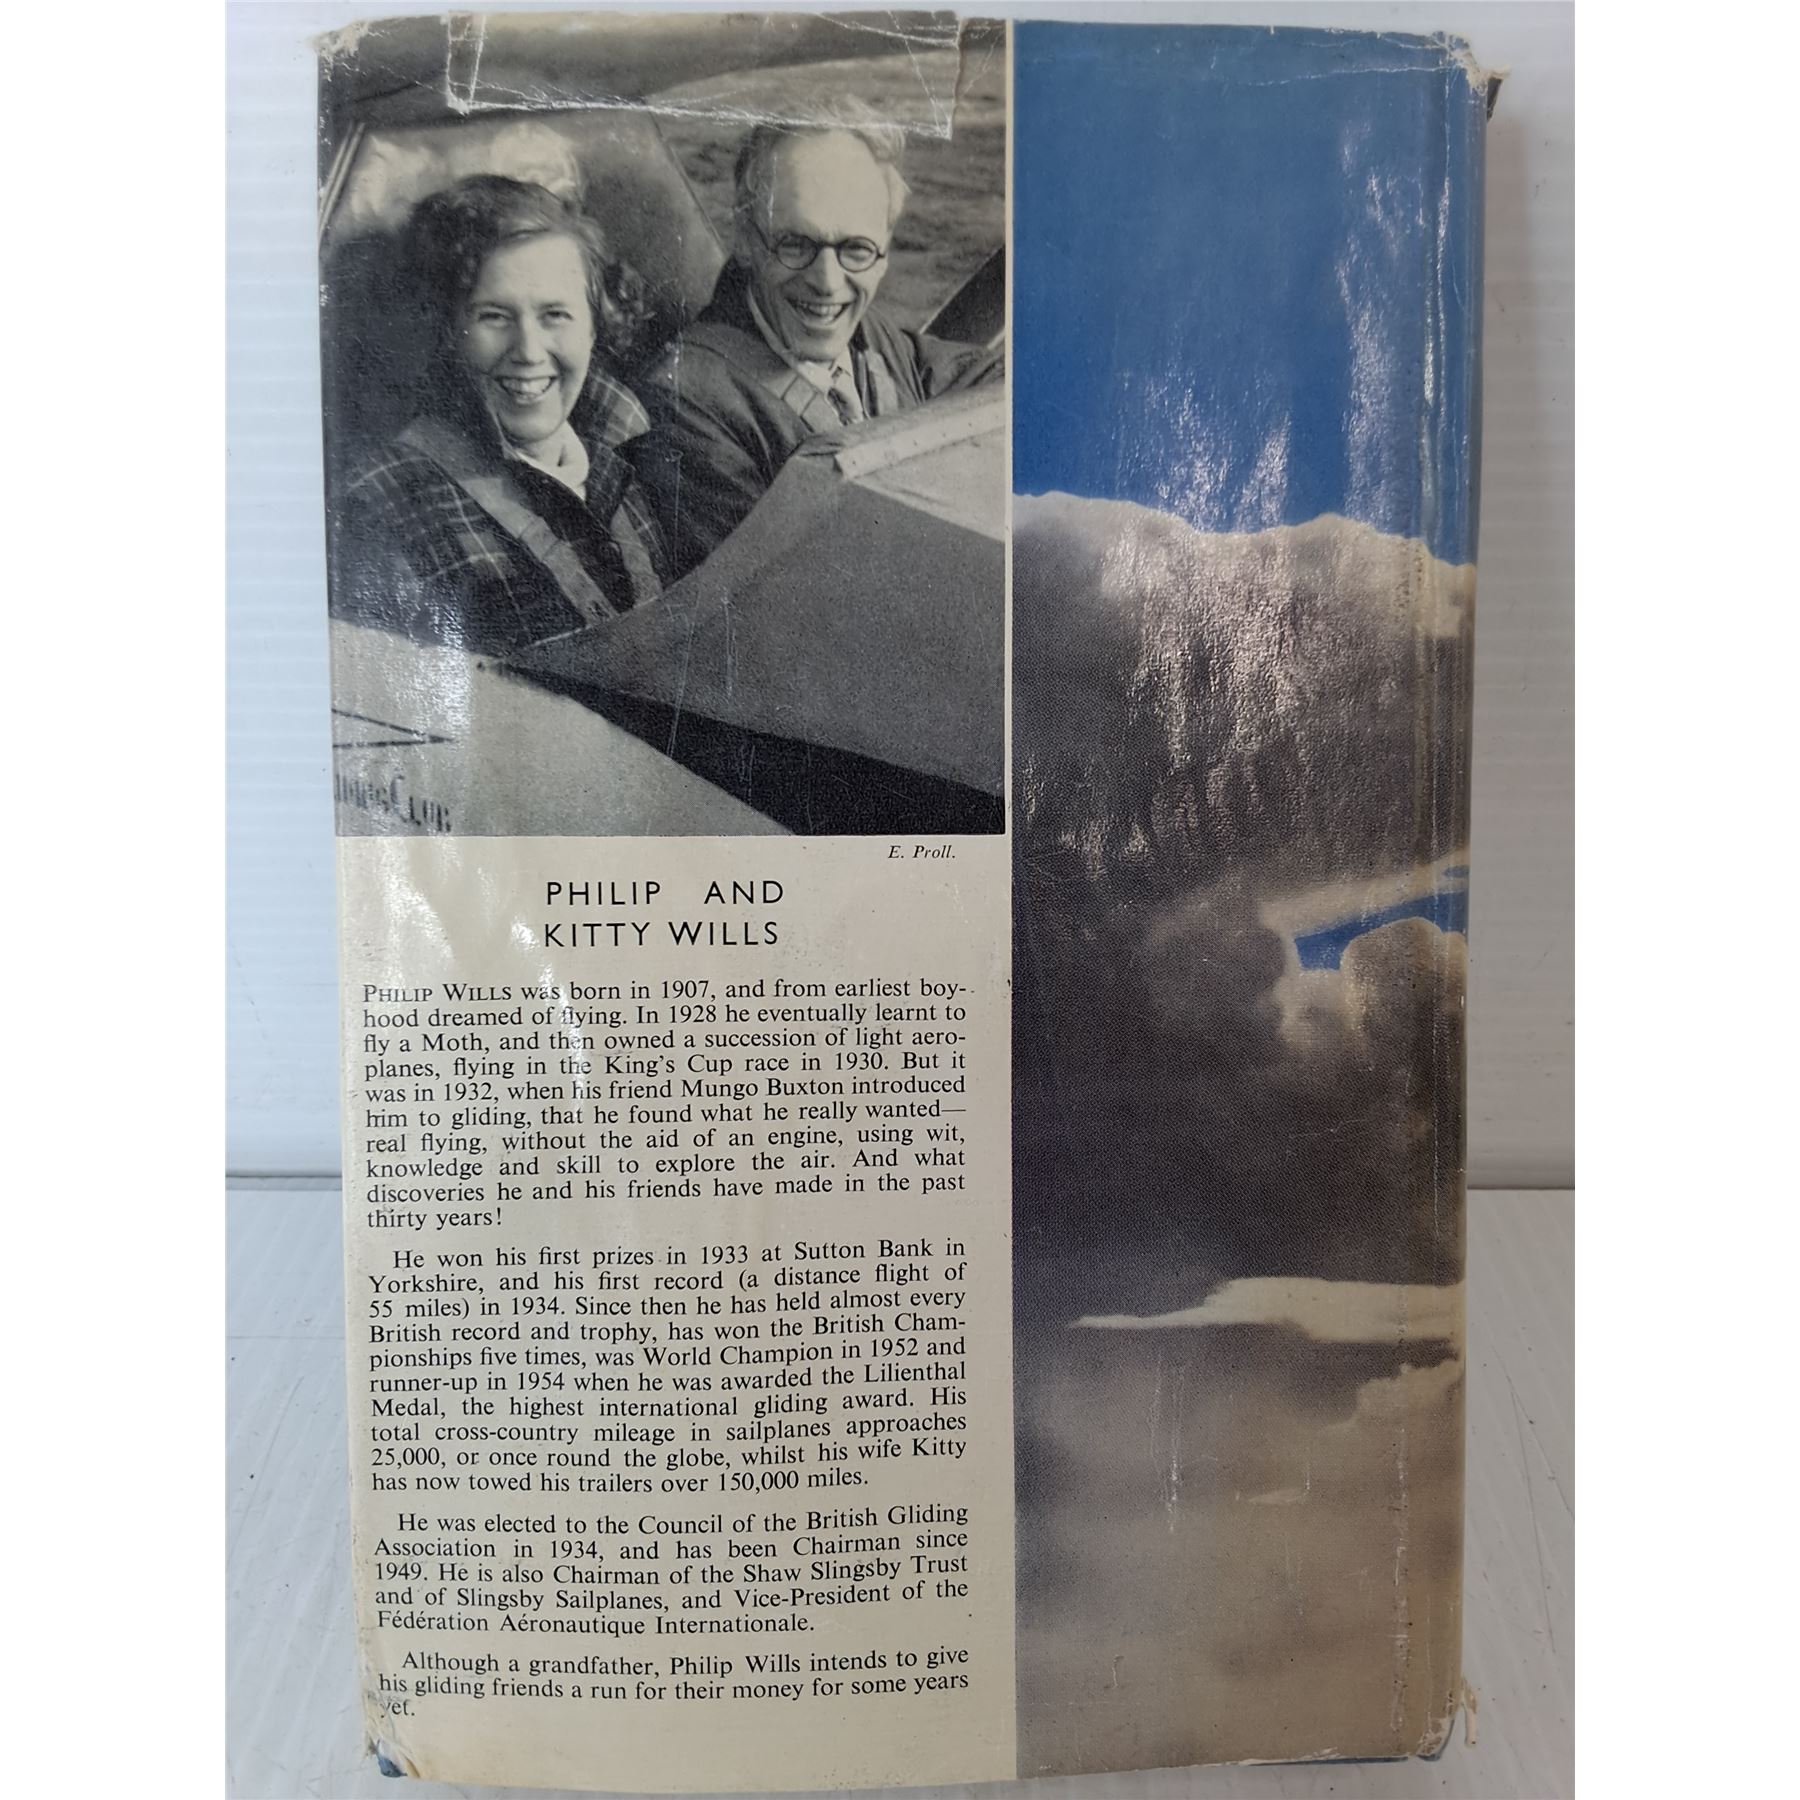 Club
E. Proll.
PHILIP AND
KITTY WILLS
PHILIP WILLS was born in 1907, and from earliest boy-
hood dreamed of flying. In 1928 he eventually learnt to
fly a Moth, and then owned a succession of light aero-
planes, flying in the King's Cup race in 1930. But it
was in 1932, when his friend Mungo Buxton introduced
him to gliding, that he found what he really wanted—
real flying, without the aid of an engine, using wit,
knowledge and skill to explore the air. And what
discoveries he and his friends have made in the past
thirty years!
He won his first prizes in 1933 at Sutton Bank in
Yorkshire, and his first record (a distance flight of
55 miles) in 1934. Since then he has held almost every
British record and trophy, has won the British Cham-
pionships five times, was World Champion in 1952 and
runner-up in 1954 when he was awarded the Lilienthal
Medal, the highest international gliding award. His
total cross-country mileage in sailplanes approaches
25,000, or once round the globe, whilst his wife Kitty
has now towed his trailers over 150,000 miles.
He was elected to the Council of the British Gliding
Association in 1934, and has been Chairman since
1949. He is also Chairman of the Shaw Slingsby Trust
and of Slingsby Sailplanes, and Vice-President of the
Fédération Aéronautique Internationale.
Although a grandfather, Philip Wills intends to give
his gliding friends a run for their money for some years
yet.